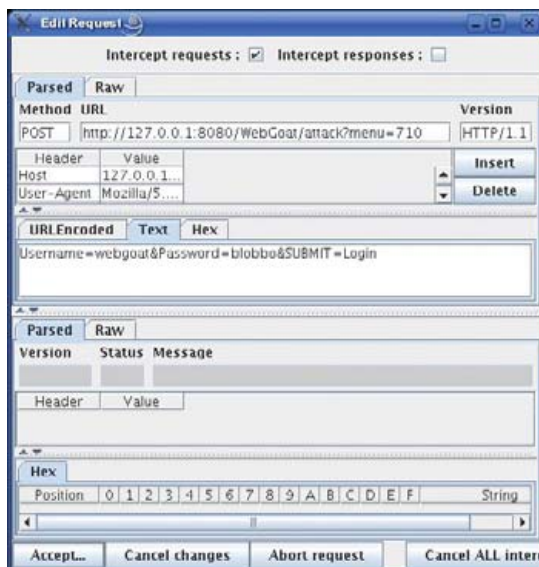 Edit Request
Intercept requests : Intercept responses :
Parsed Raw
Method URL Version
POST http://127.0.0.1:8080/WebGoat/attack?menu=710 HTTP/1.1
Header Value Insert
Host 127.0.0.1...
User-Agent Mozilla/5.... Delete
URLEncoded Text Hex
Username=webgoat&Password=blobbo&SUBMIT=Login
Parsed Raw
Version Status Message
Header Value
Hex
Position 0 1 2 3 4 5 6 7 8 9 A B C D E F String
Accept... Cancel changes Abort request Cancel ALL inter